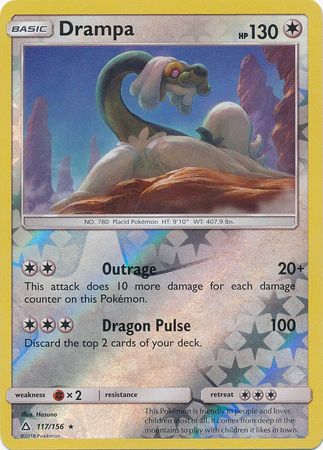 BASIC
Drampa
HP 130
NO. 780 Placid Pokémon HT: 9'10" WT: 407.9 lbs.
Outrage 20+
This attack does 10 more damage for each damage
counter on this Pokémon.
Dragon Pulse 100
Discard the top 2 cards of your deck.
weakness × 2 resistance retreat
Illus. Hasuno
117/156 ★
©2018 Pokémon
This Pokémon is friendly to people and loves
children most of all. It comes from deep in the
mountains to play with children it likes in town.